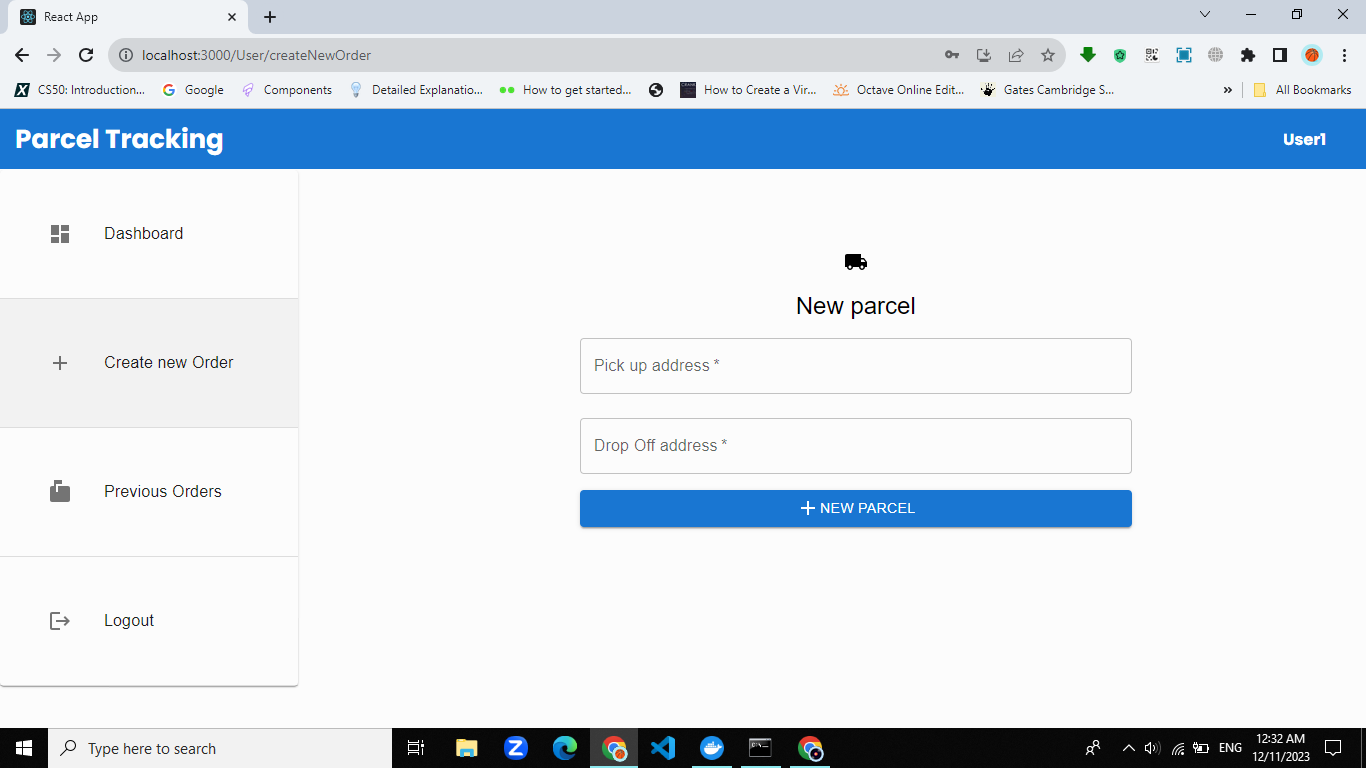 React App
localhost:3000/User/createNewOrder
CS50: Introduction...
Google
Components
Detailed Explanatio...
How to get started...
How to Create a Vir...
Octave Online Edit...
Gates Cambridge S...
»
All Bookmarks
Parcel Tracking
User1
Dashboard
Create new Order
Previous Orders
Logout
New parcel
Pick up address *
Drop Off address *
NEW PARCEL
Type here to search
ENG
12:32 AM
12/11/2023